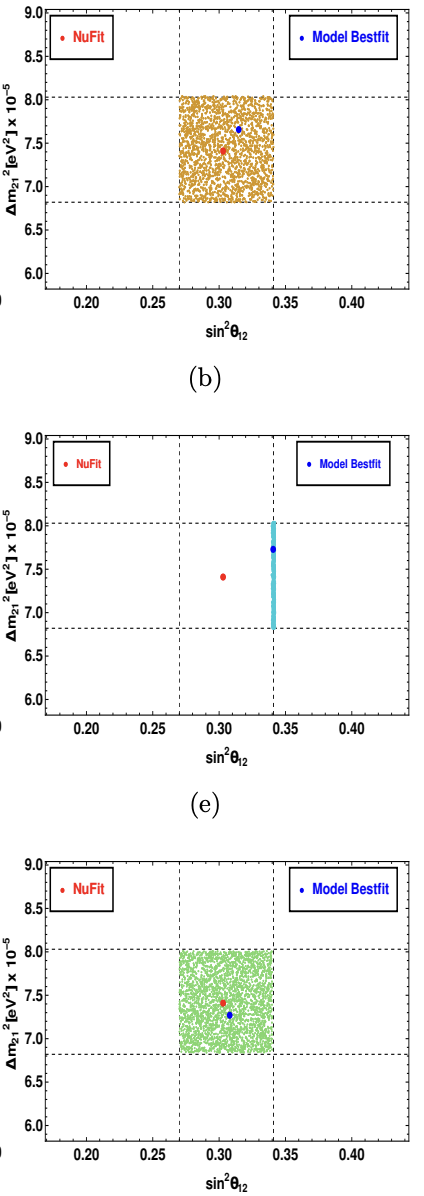 NuFit
Model Bestfit
9.0
8.5
8.0
7.5
7.0
6.5
6.0
Δm₂₁²[eV²] x 10⁻⁵
0.20 0.25 0.30 0.35 0.40
sin²θ₁₂
(b)
NuFit
Model Bestfit
9.0
8.5
8.0
7.5
7.0
6.5
6.0
Δm₂₁²[eV²] x 10⁻⁵
0.20 0.25 0.30 0.35 0.40
sin²θ₁₂
(e)
NuFit
Model Bestfit
9.0
8.5
8.0
7.5
7.0
6.5
6.0
Δm₂₁²[eV²] x 10⁻⁵
0.20 0.25 0.30 0.35 0.40
sin²θ₁₂